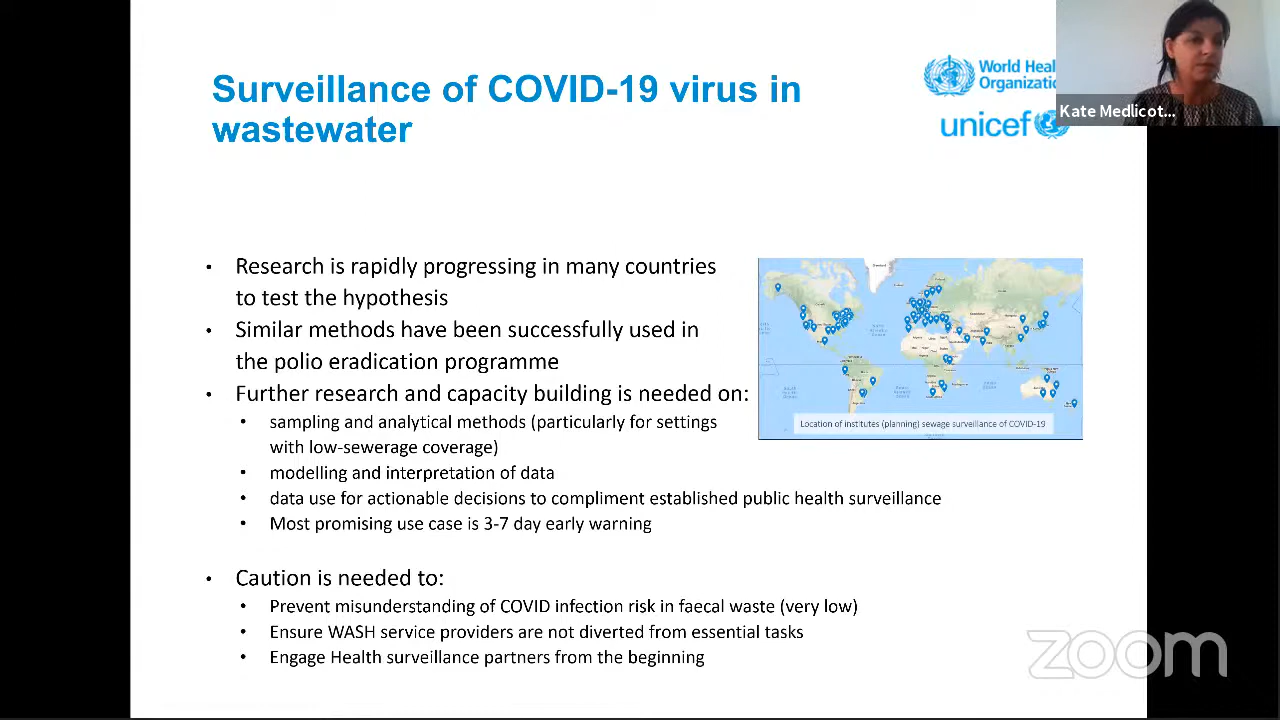 Surveillance of COVID-19 virus in
wastewater
World Hea
Organizatio
unicef
Kate Medlicot...
• Research is rapidly progressing in many countries
to test the hypothesis
• Similar methods have been successfully used in
the polio eradication programme
• Further research and capacity building is needed on:
• sampling and analytical methods (particularly for settings
with low-sewerage coverage)
• modelling and interpretation of data
• data use for actionable decisions to compliment established public health surveillance
• Most promising use case is 3-7 day early warning
Location of institutes (planning) sewage surveillance of COVID-19
• Caution is needed to:
• Prevent misunderstanding of COVID infection risk in faecal waste (very low)
• Ensure WASH service providers are not diverted from essential tasks
• Engage Health surveillance partners from the beginning
zoom